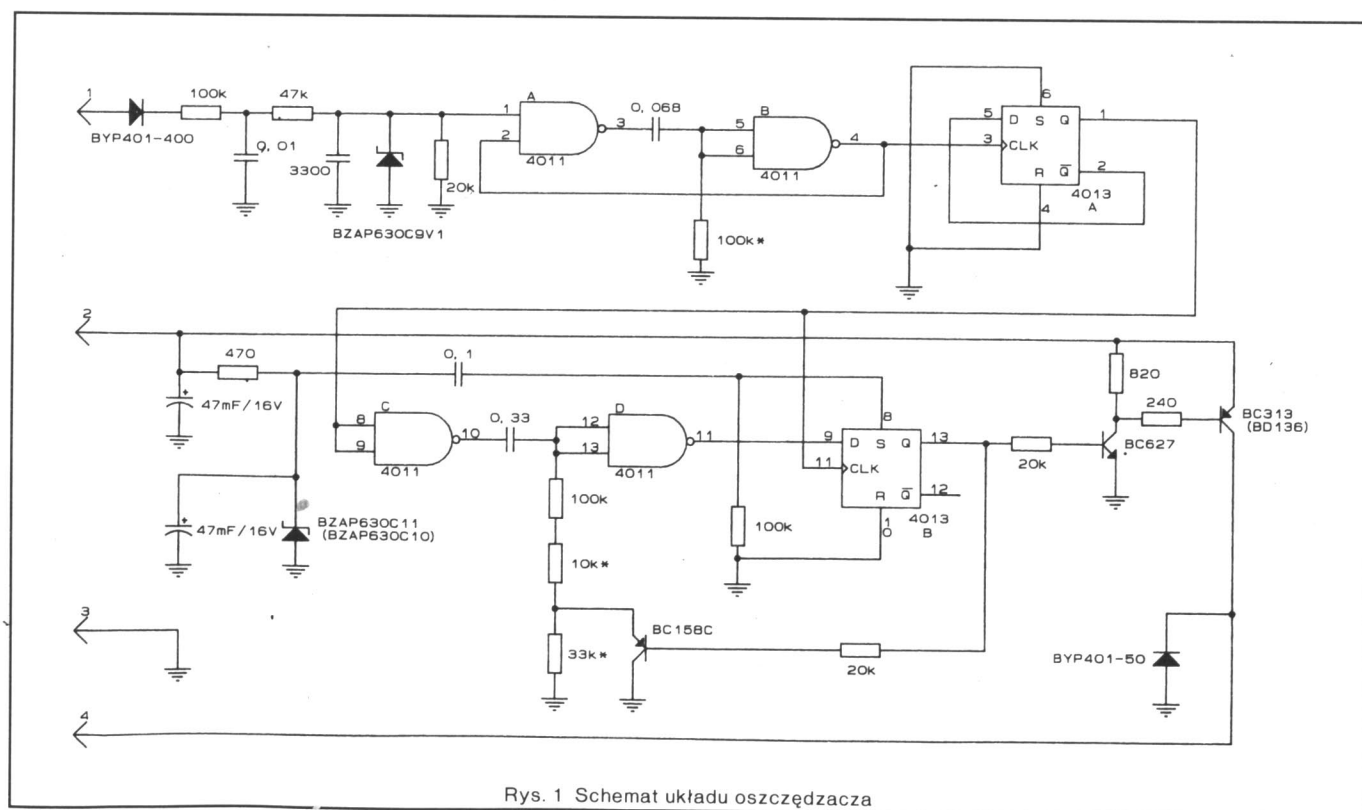 1
BYP401-400
100k
0, 01
47k
3300
BZAP630C9V1
20k
1
2
A
4011
3
0, 068
100k*
5
6
B
4011
4
5
3
D S Q
CLK
R Q
6
4
1
2
4013
A
2
47mF/16V
470
47mF/16V
BZAP630C11
(BZAP630C10)
0, 1
8
9
C
4011
10
0, 33
12
13
D
4011
11
100k
10k*
33k*
BC158C
20k
100k
9
11
D S Q
CLK
R Q
8
10
13
12
4013
B
20k
BC627
820
240
BC313
(BD136)
BYP401-50
3
4
Rys. 1 Schemat układu oszczędzacza